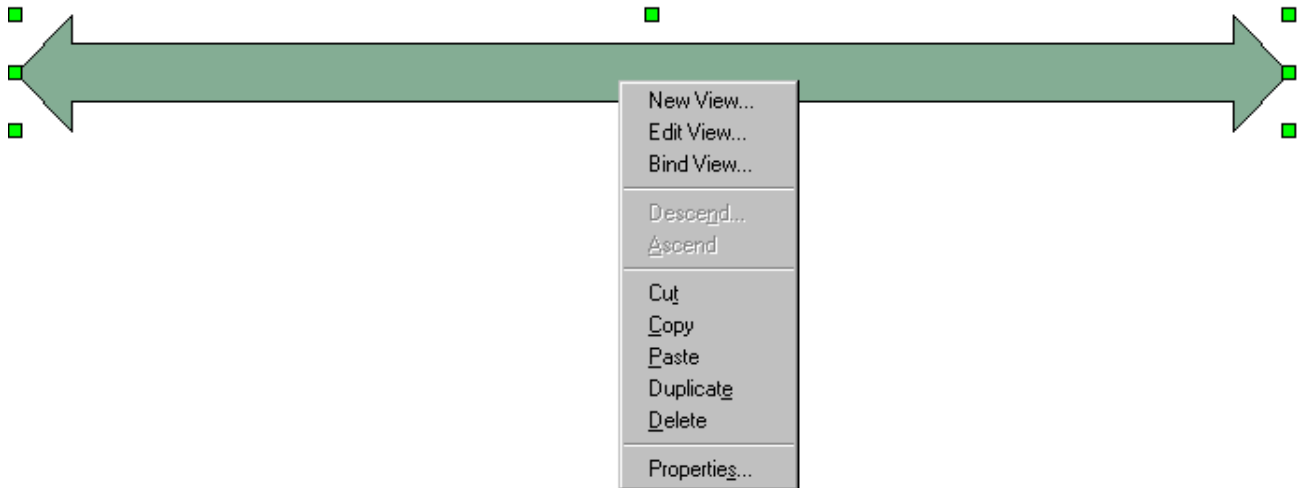 New View...
Edit View...
Bind View...
Descend...
Ascend
Cut
Copy
Paste
Duplicate
Delete
Properties...